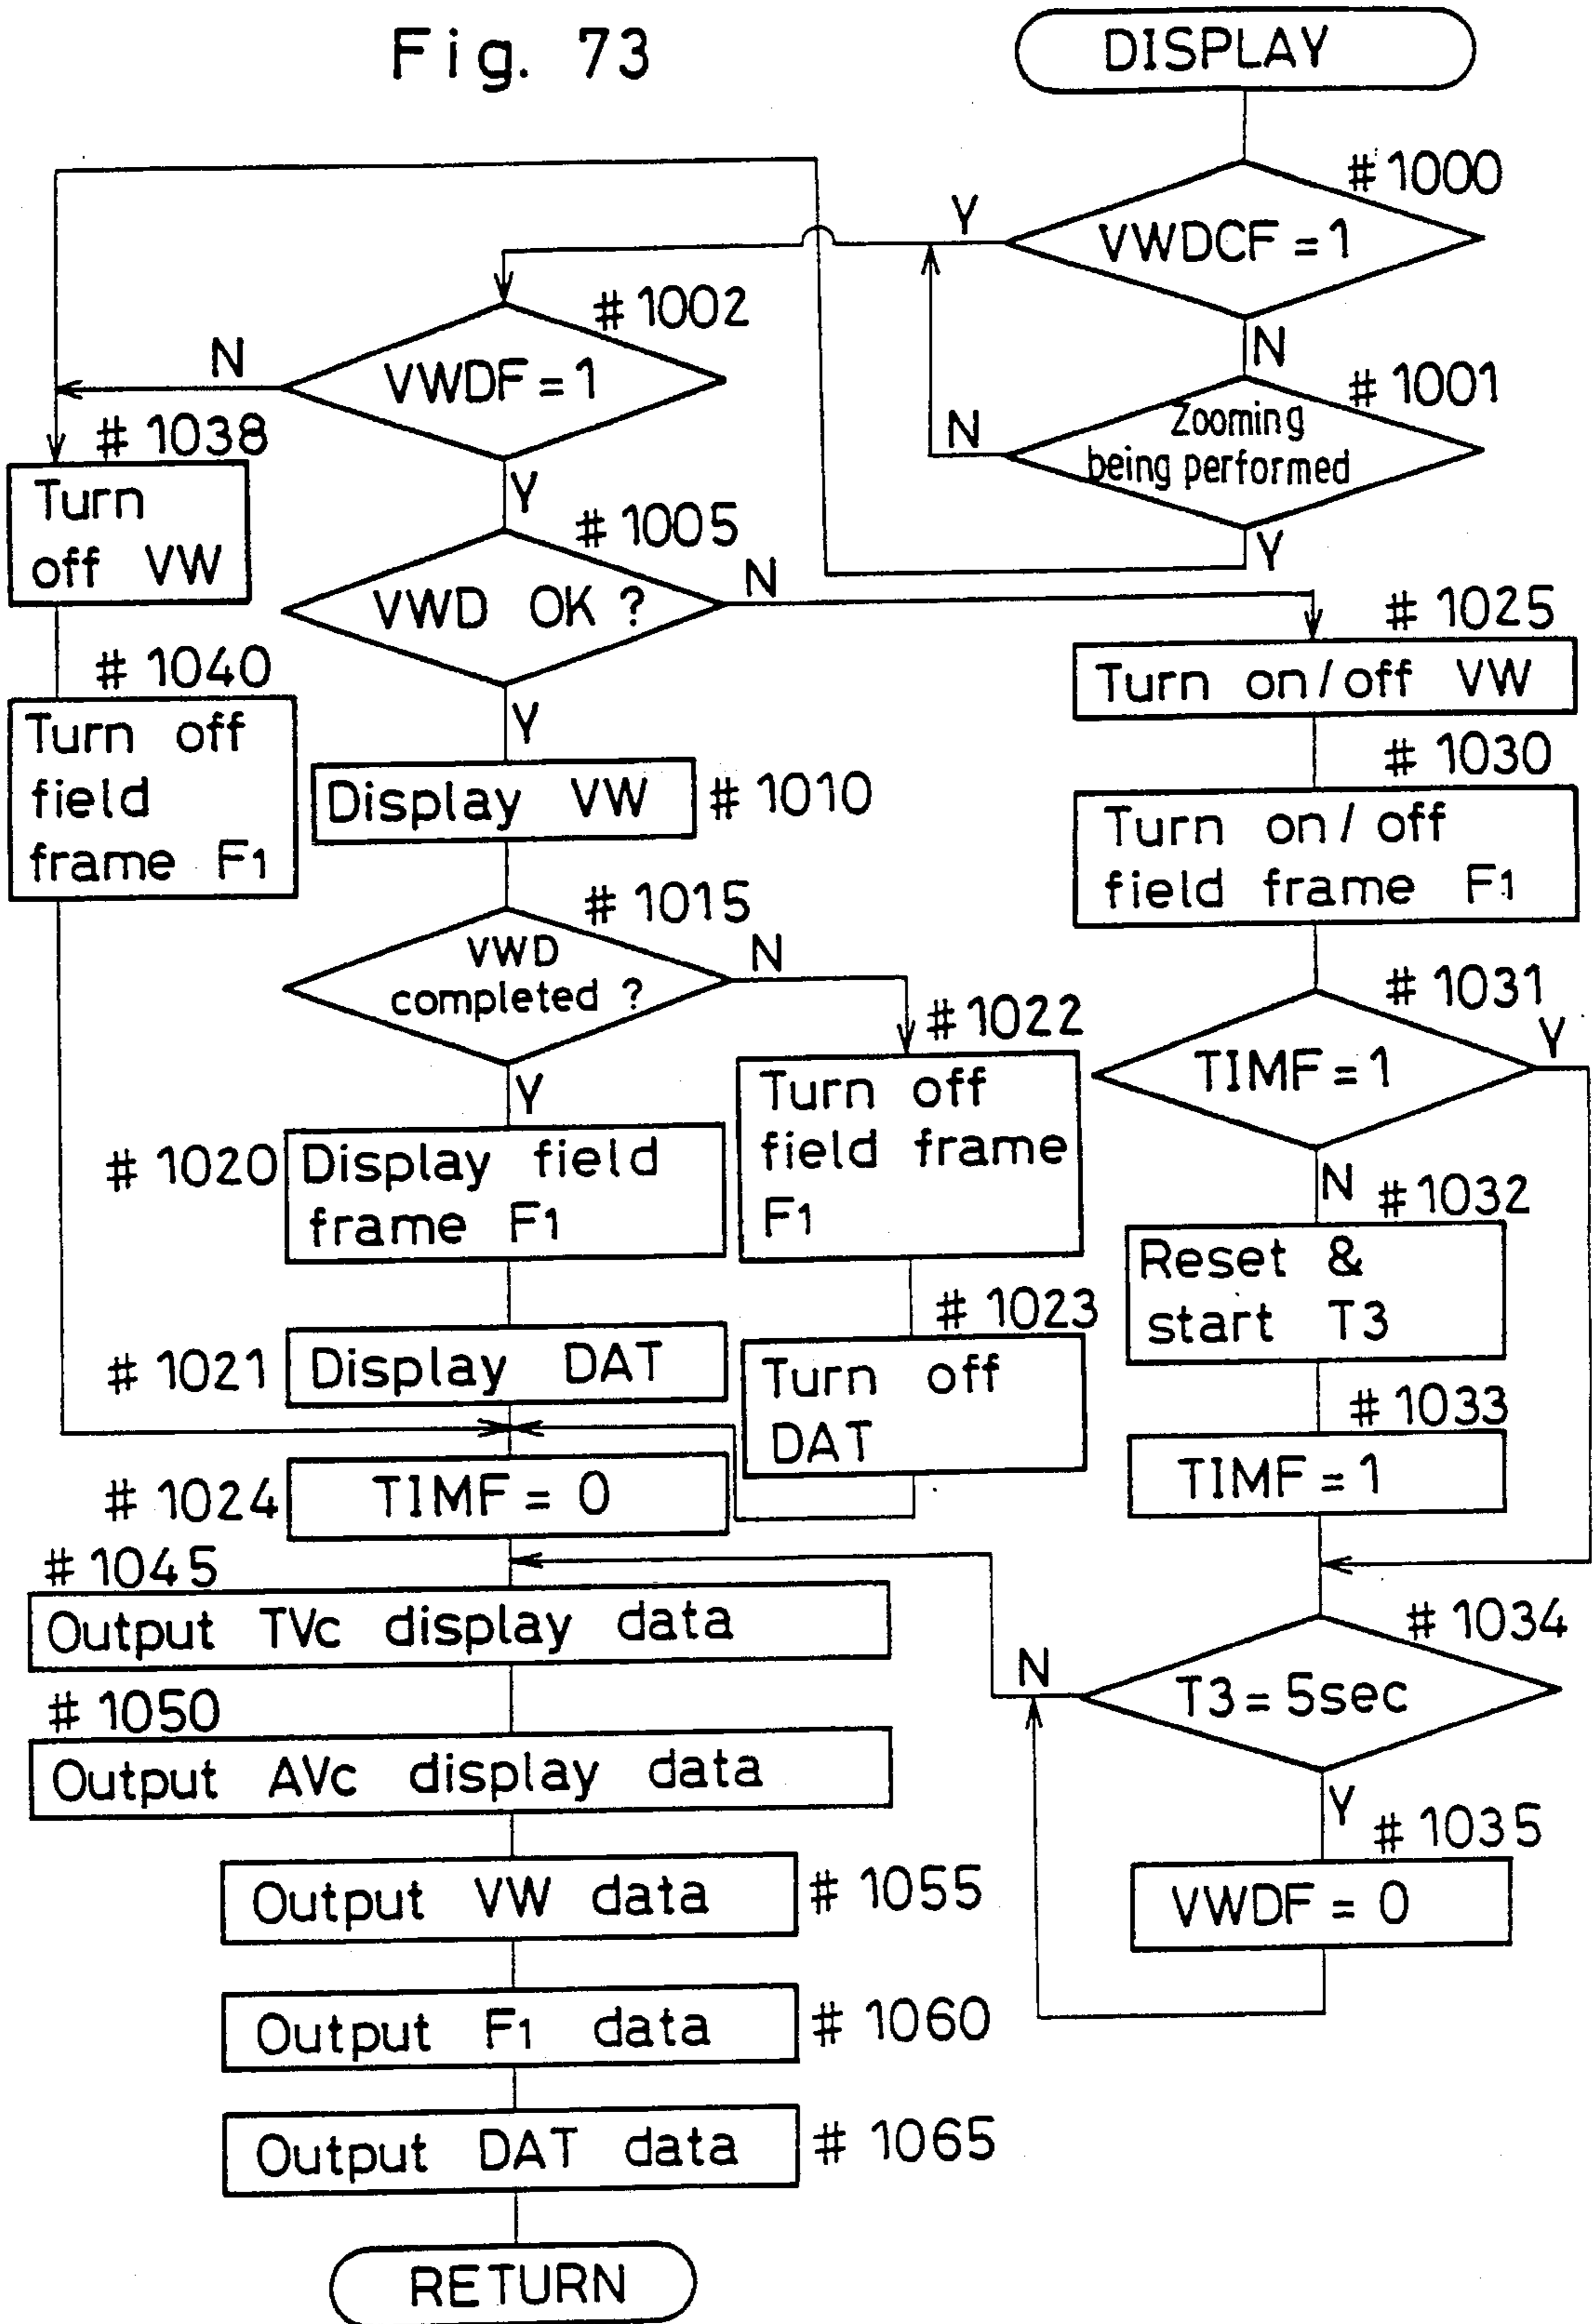 Fig. 73
DISPLAY
# 1000
VWDCF = 1
Y
N
# 1001
Zooming
being performed
N
Y
# 1002
VWDF = 1
N
Y
# 1038
Turn
off VW
# 1040
Turn off
field
frame F1
# 1005
VWD OK ?
N
Y
Display VW
# 1010
# 1015
VWD
completed ?
N
Y
# 1020
Display field
frame F1
# 1021
Display DAT
# 1022
Turn off
field frame
F1
# 1023
Turn off
DAT
# 1024
TIMF = 0
# 1025
Turn on/off VW
# 1030
Turn on/off
field frame F1
# 1031
TIMF = 1
Y
N
# 1032
Reset &
start T3
# 1033
TIMF = 1
# 1034
T3 = 5sec
N
Y
# 1035
VWDF = 0
# 1045
Output TVc display data
# 1050
Output AVc display data
Output VW data
# 1055
Output F1 data
# 1060
Output DAT data
# 1065
RETURN